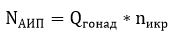 N_АИП = Q_гонад * n_икр